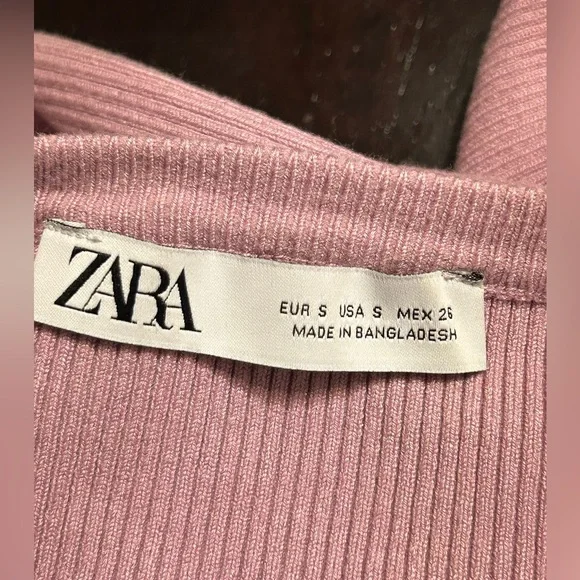 ZARA
EUR S USA S MEX 26
MADE IN BANGLADESH